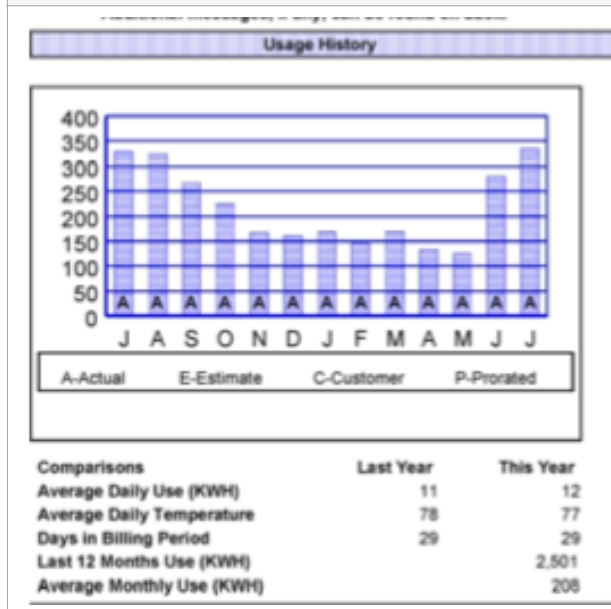 Usage History
400
350
300
250
200
150
100
50
0
A A A A A A A A A A A A A
J A S O N D J F M A M J J
A-Actual E-Estimate C-Customer P-Prorated
Comparisons Last Year This Year
Average Daily Use (KWH) 11 12
Average Daily Temperature 78 77
Days in Billing Period 29 29
Last 12 Months Use (KWH) 2,501
Average Monthly Use (KWH) 208